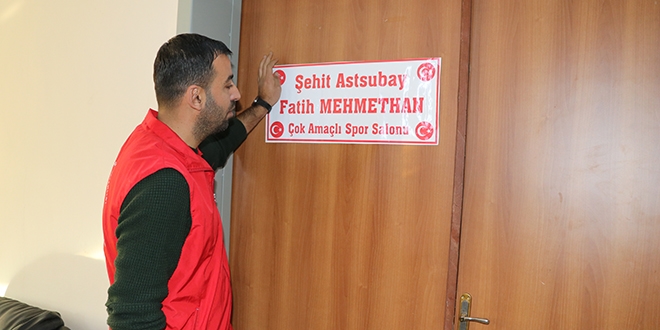 Şehit Astsubay
Fatih MEHMETHAN
Çok Amaçlı Spor Salonu